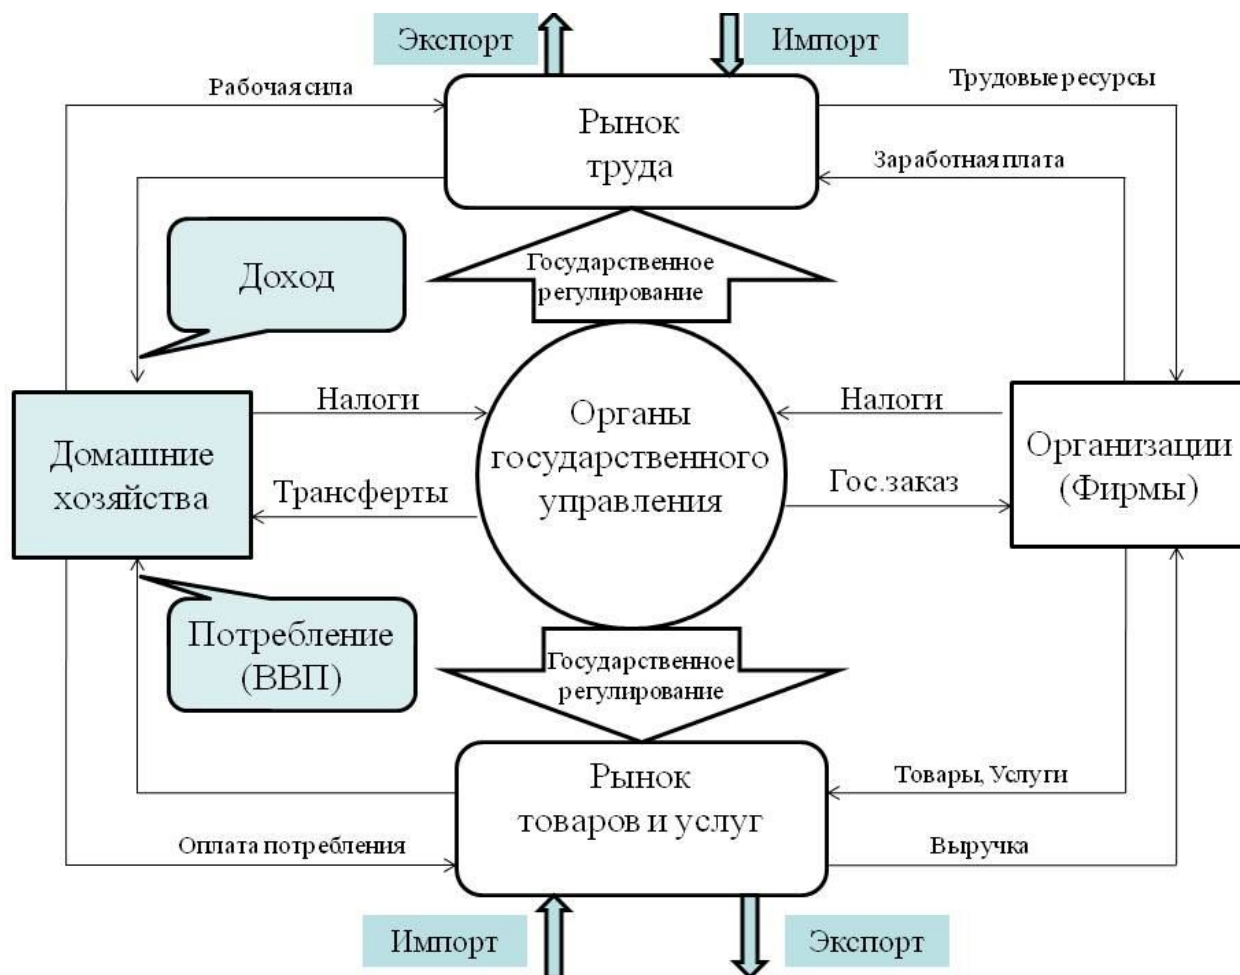 Экспорт
Импорт
Рабочая сила
Трудовые ресурсы
Рынок
труда
Заработная плата
Доход
Государственное
регулирование
Налоги
Налоги
Домашние
хозяйства
Органы
государственного
управления
Организации
(Фирмы)
Трансферты
Гос.заказ
Потребление
(ВВП)
Государственное
регулирование
Рынок
товаров и услуг
Товары, Услуги
Оплата потребления
Выручка
Импорт
Экспорт